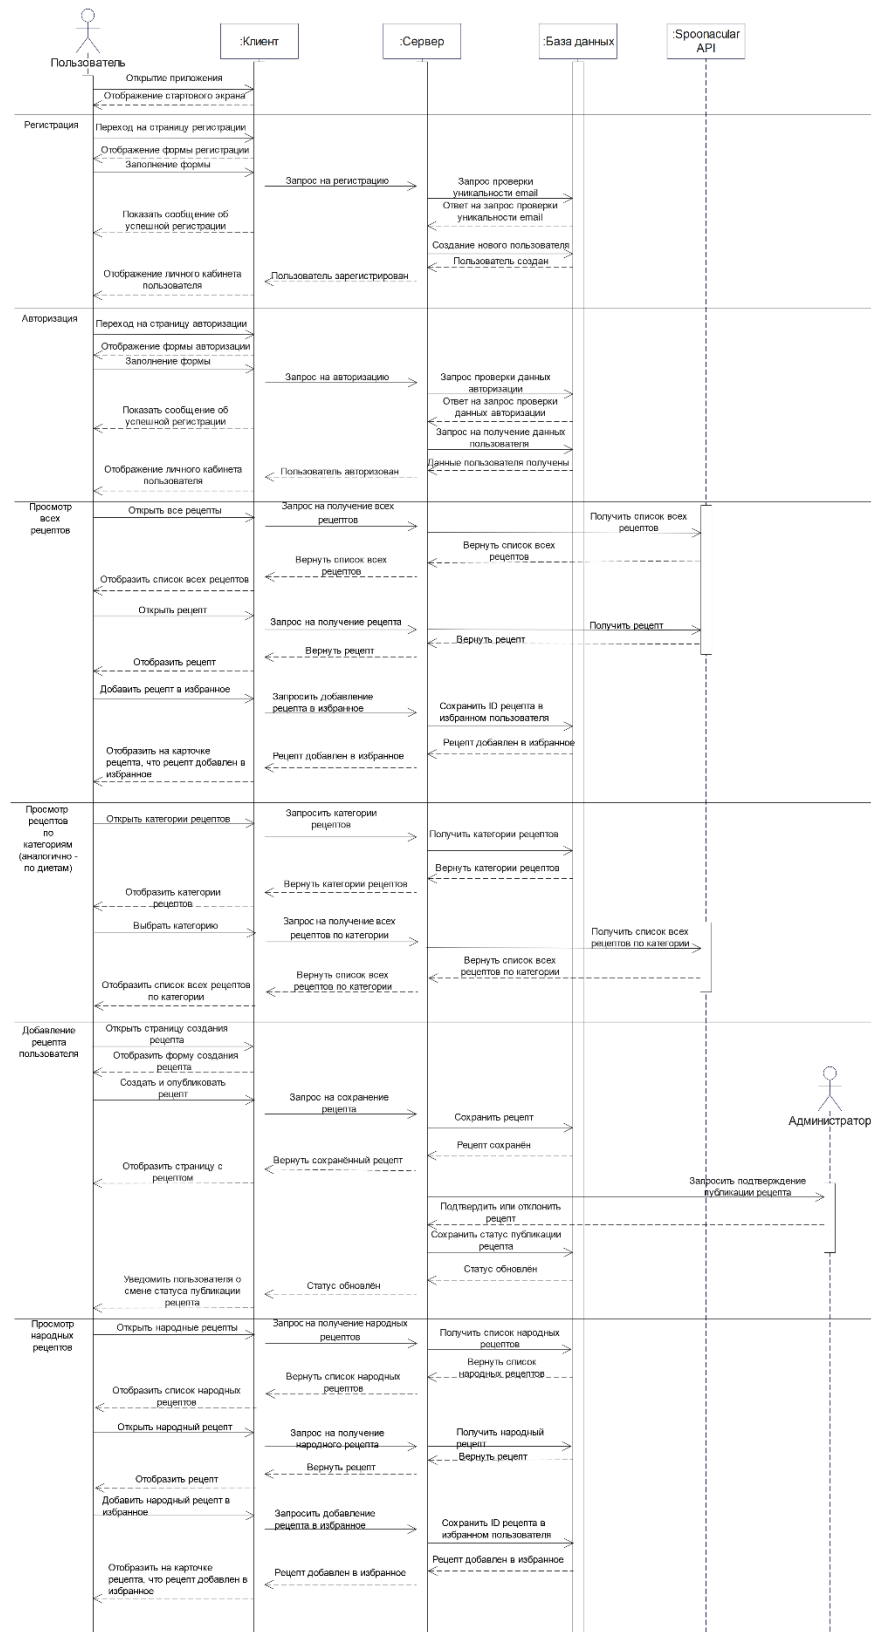 :Клиент
:Сервер
:База данных
:Spoonacular
API
Пользователь
Открытие приложения
Отображение стартового экрана
Регистрация
Переход на страницу регистрации
Отображение формы регистрации
Заполнение формы
Запрос на регистрацию
Запрос проверки
уникальности email
Ответ на запрос проверки
уникальности email
Показать сообщение об
успешной регистрации
Создание нового пользователя
Пользователь создан
Отображение личного кабинета
пользователя
Пользователь зарегистрирован
Авторизация
Переход на страницу авторизации
Отображение формы авторизации
Заполнение формы
Запрос на авторизацию
Запрос проверки данных
авторизации
Ответ на запрос проверки
данных авторизации
Показать сообщение об
успешной регистрации
Запрос на получение данных
пользователя
Данные пользователя получены
Отображение личного кабинета
пользователя
Пользователь авторизован
Просмотр
всех
рецептов
Открыть все рецепты
Запрос на получение всех
рецептов
Получить список всех
рецептов
Вернуть список всех
рецептов
Вернуть список всех
рецептов
Отобразить список всех рецептов
Открыть рецепт
Запрос на получение рецепта
Получить рецепт
Вернуть рецепт
Вернуть рецепт
Отобразить рецепт
Добавить рецепт в избранное
Запросить добавление
рецепта в избранное
Сохранить ID рецепта в
избранном пользователя
Рецепт добавлен в избранное
Рецепт добавлен в избранное
Отобразить на карточке
рецепта, что рецепт добавлен в
избранное
Просмотр
рецептов
по
категориям
(аналогично -
по диетам)
Открыть категории рецептов
Запросить категории
рецептов
Получить категории рецептов
Вернуть категории рецептов
Вернуть категории рецептов
Отобразить категории
рецептов
Выбрать категорию
Запрос на получение всех
рецептов по категории
Получить список всех
рецептов по категории
Вернуть список всех
рецептов по категории
Вернуть список всех
рецептов по категории
Отобразить список всех рецептов
по категории
Добавление
рецепта
пользователя
Открыть страницу создания
рецепта
Отобразить форму создания
рецепта
Создать и опубликовать
рецепт
Запрос на сохранение
рецепта
Сохранить рецепт
Рецепт сохранён
Вернуть сохранённый рецепт
Отобразить страницу с
рецептом
Администратор
Запросить подтверждение
публикации рецепта
Подтвердить или отклонить
рецепт
Сохранить статус публикации
рецепта
Статус обновлён
Статус обновлён
Уведомить пользователя о
смене статуса публикации
рецепта
Просмотр
народных
рецептов
Открыть народные рецепты
Запрос на получение народных
рецептов
Получить список народных
рецептов
Вернуть список
народных рецептов
Вернуть список народных
рецептов
Отобразить список народных
рецептов
Открыть народный рецепт
Запрос на получение
народного рецепта
Получить народный
рецепт
Вернуть рецепт
Вернуть рецепт
Отобразить рецепт
Добавить народный рецепт в
избранное
Запросить добавление
рецепта в избранное
Сохранить ID рецепта в
избранном пользователя
Рецепт добавлен в избранное
Рецепт добавлен в избранное
Отобразить на карточке
рецепта, что рецепт добавлен в
избранное